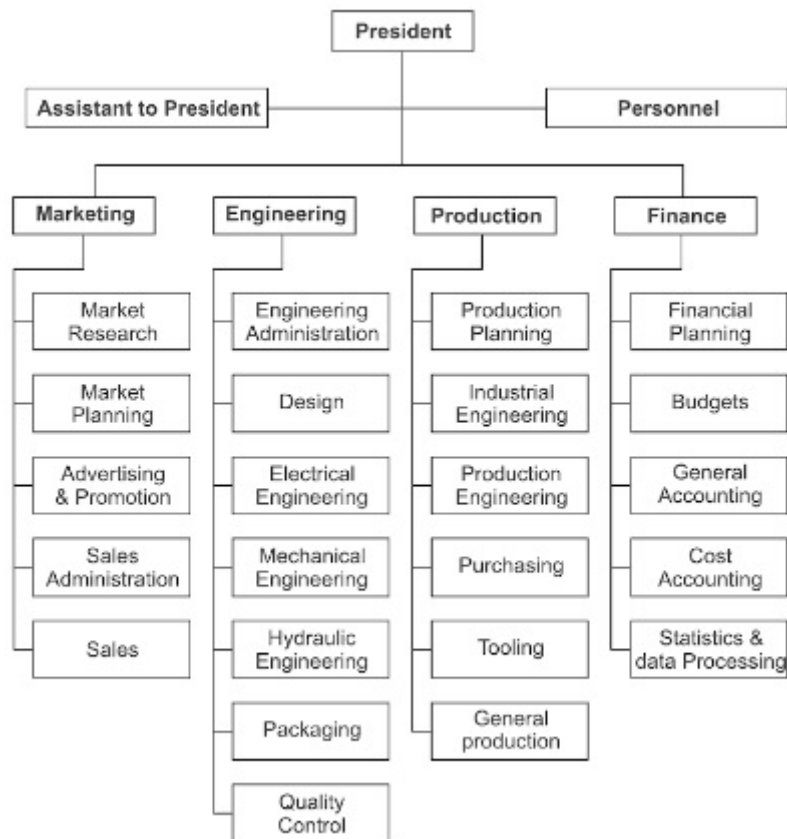 President
Assistant to President
Personnel
Marketing
Engineering
Production
Finance
Market
Research
Market
Planning
Advertising
& Promotion
Sales
Administration
Sales
Engineering
Administration
Design
Electrical
Engineering
Mechanical
Engineering
Hydraulic
Engineering
Packaging
Quality
Control
Production
Planning
Industrial
Engineering
Production
Engineering
Purchasing
Tooling
General
production
Financial
Planning
Budgets
General
Accounting
Cost
Accounting
Statistics &
data Processing